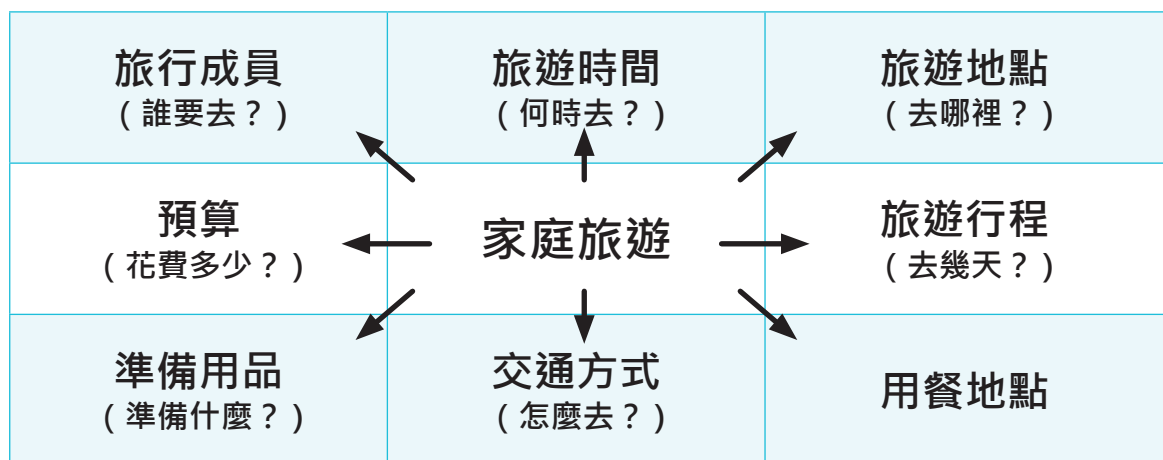 旅行成員
（誰要去？）
旅遊時間
（何時去？）
旅遊地點
（去哪裡？）
預算
（花費多少？）
家庭旅遊
旅遊行程
（去幾天？）
準備用品
（準備什麼？）
交通方式
（怎麼去？）
用餐地點